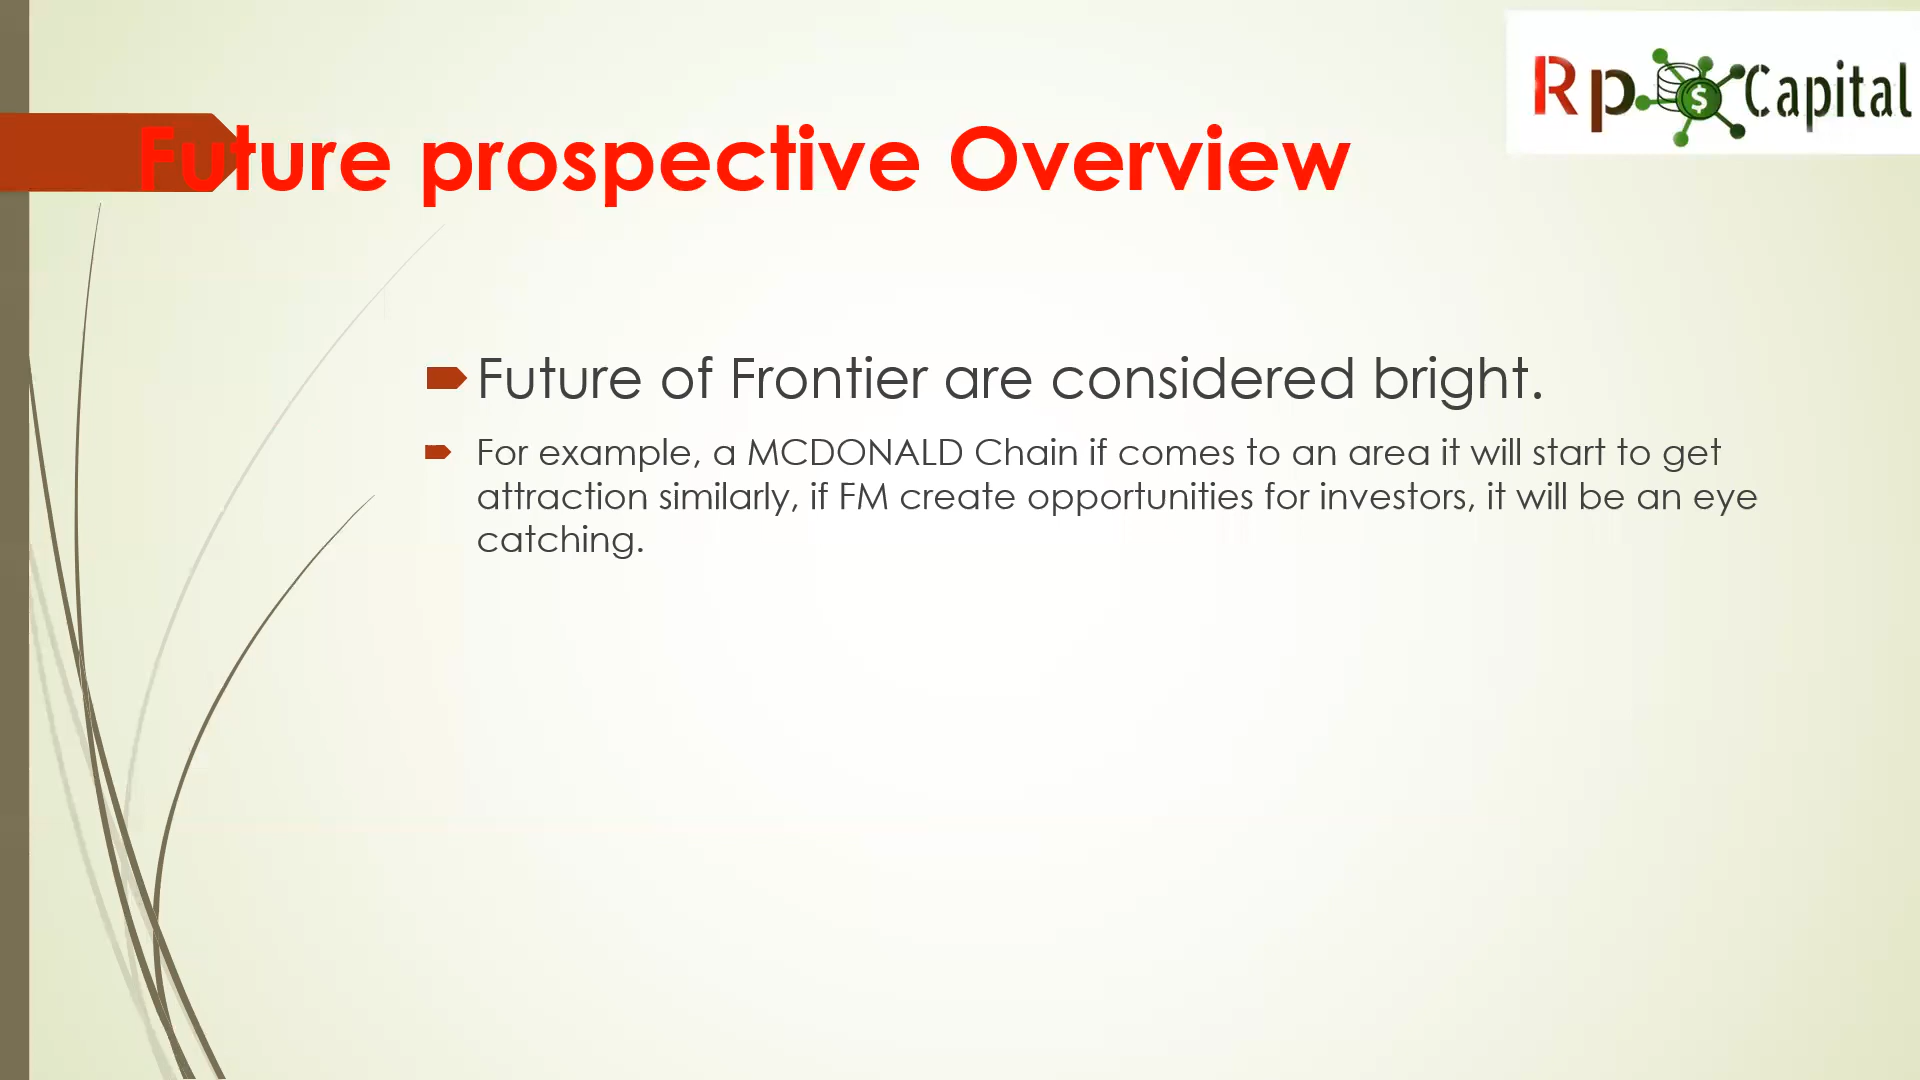 Rp Capital
Future prospective Overview
Future of Frontier are considered bright.
For example, a MCDONALD Chain if comes to an area it will start to get
attraction similarly, if FM create opportunities for investors, it will be an eye
catching.